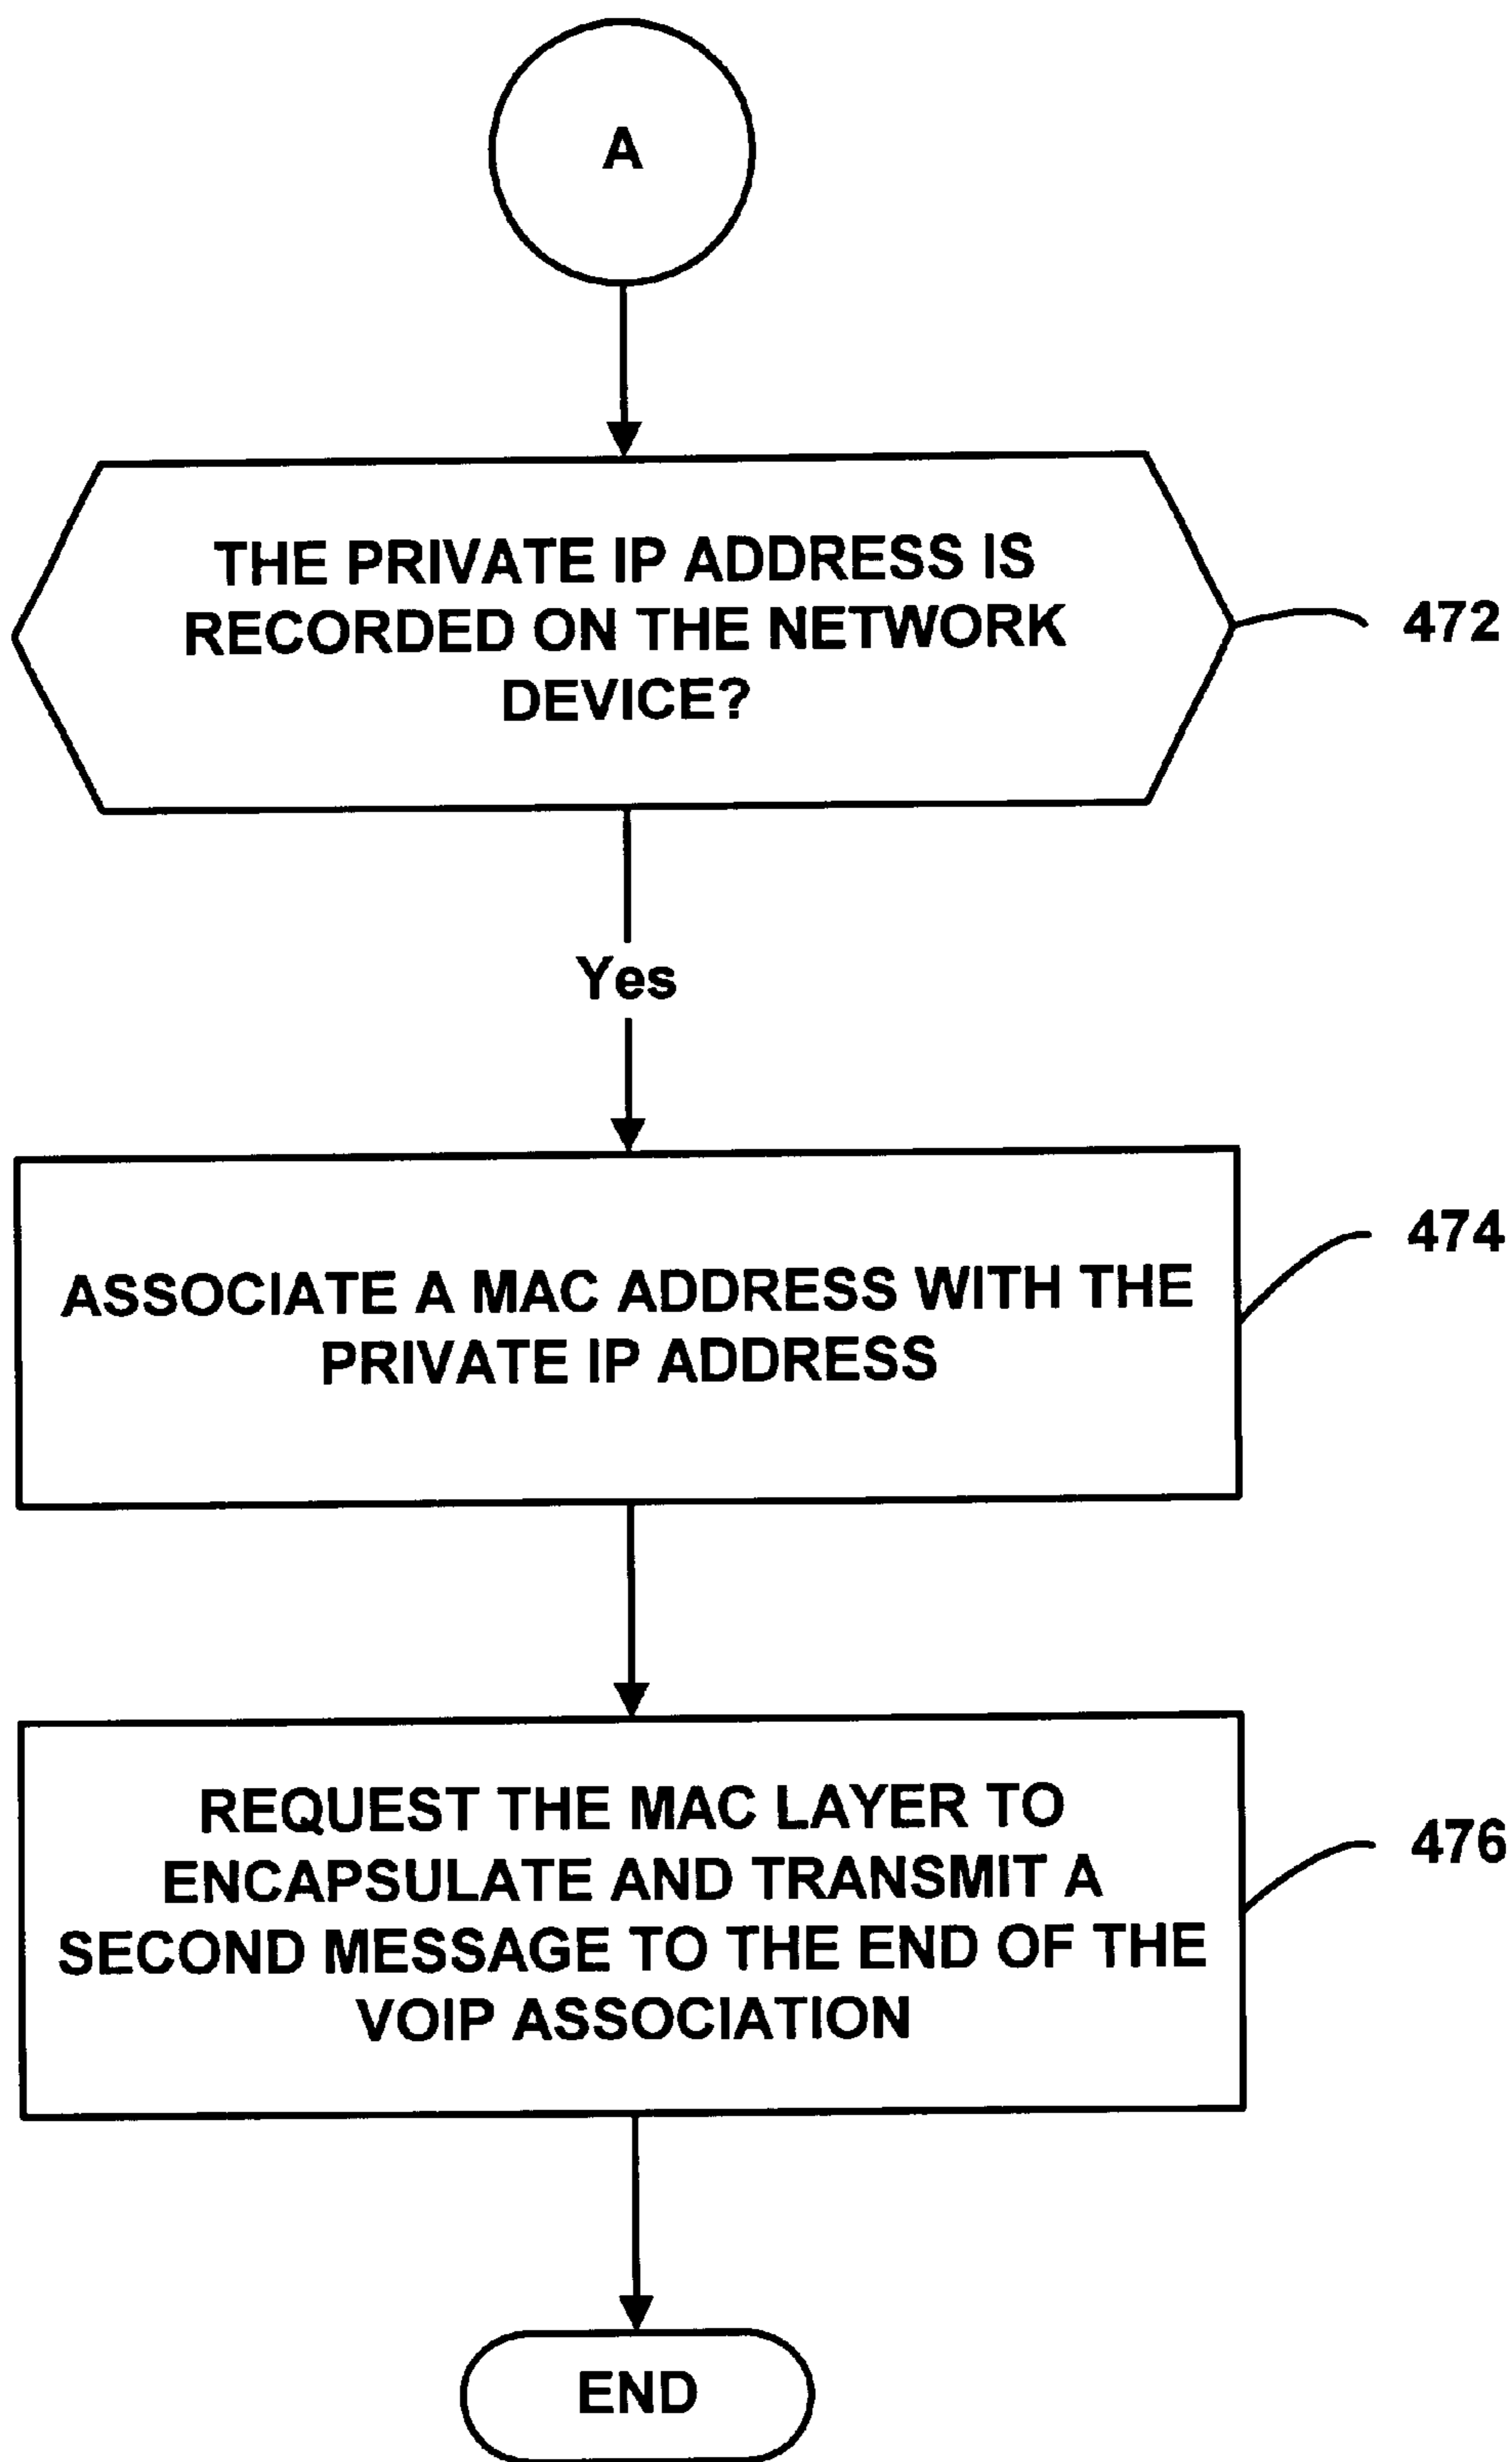 A
THE PRIVATE IP ADDRESS IS
RECORDED ON THE NETWORK
DEVICE?
472
Yes
474
ASSOCIATE A MAC ADDRESS WITH THE
PRIVATE IP ADDRESS
REQUEST THE MAC LAYER TO
ENCAPSULATE AND TRANSMIT A
SECOND MESSAGE TO THE END OF THE
VOIP ASSOCIATION
476
END